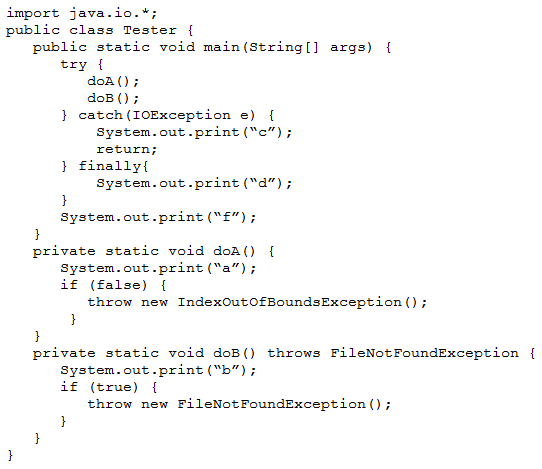 import java.io.*;
public class Tester {
   public static void main(String[] args) {
      try {
         doA();
         doB();
      } catch(IOException e) {
          System.out.print(“c”);
          return;
      } finally{
          System.out.print(“d”);
      }
      System.out.print(“f”);
   }
   private static void doA() {
      System.out.print(“a”);
      if (false) {
         throw new IndexOutOfBoundsException();
       }
   }
   private static void doB() throws FileNotFoundException {
      System.out.print(“b”);
      if (true) {
         throw new FileNotFoundException();
      }
   }
}